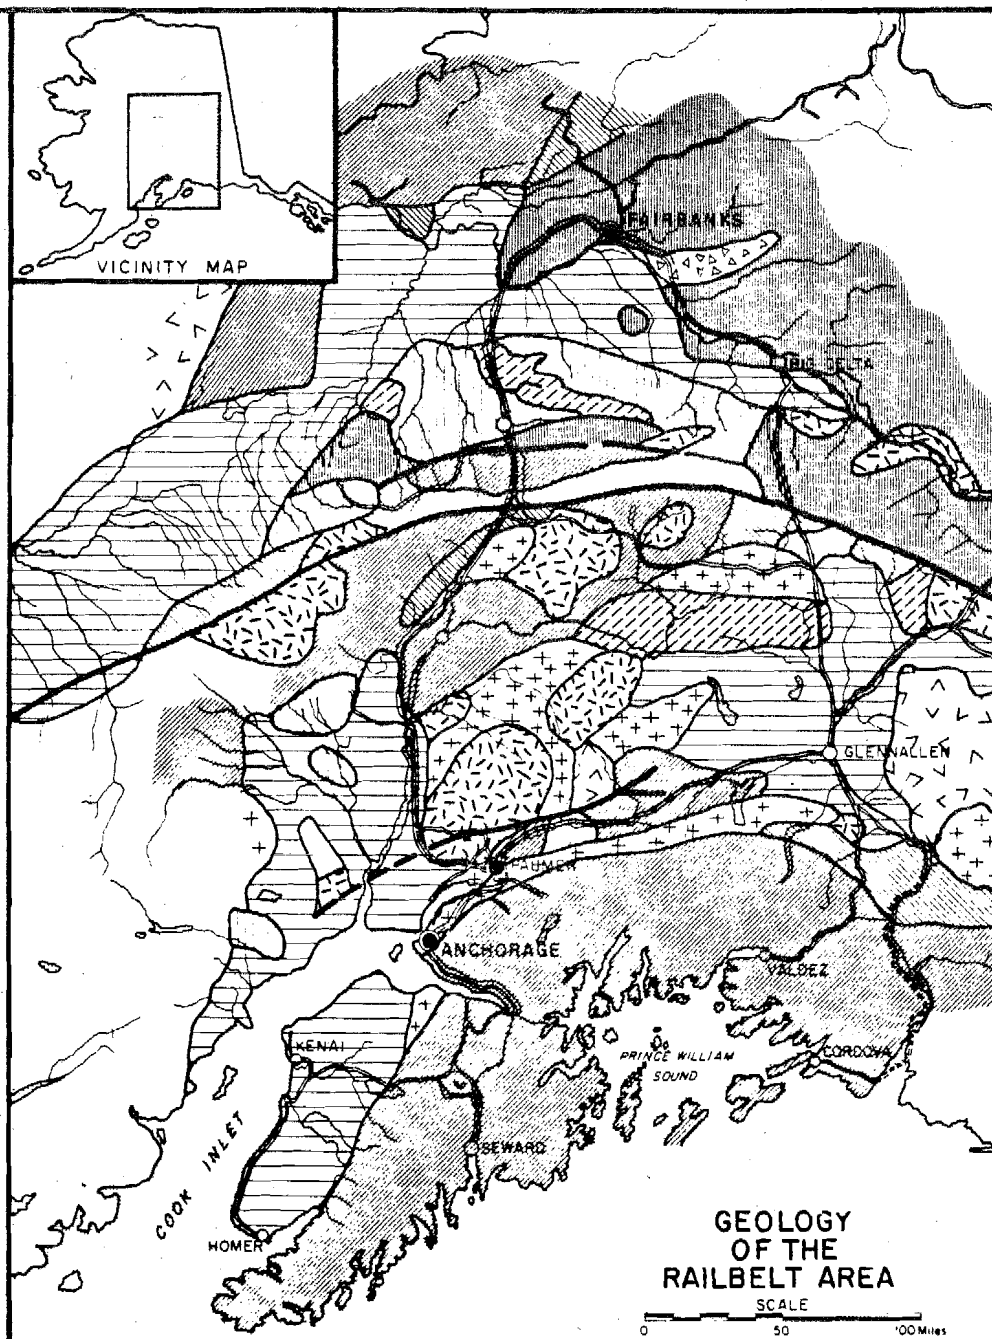 VICINITY MAP
FAIRBANKS
BIG DELTA
GLENNALLEN
PALMER
ANCHORAGE
VALDEZ
KENAI
PRINCE WILLIAM
SOUND
CORDOVA
COOK INLET
SEWARD
HOMER
GEOLOGY
OF THE
RAILBELT AREA
SCALE
0 50 100 Miles